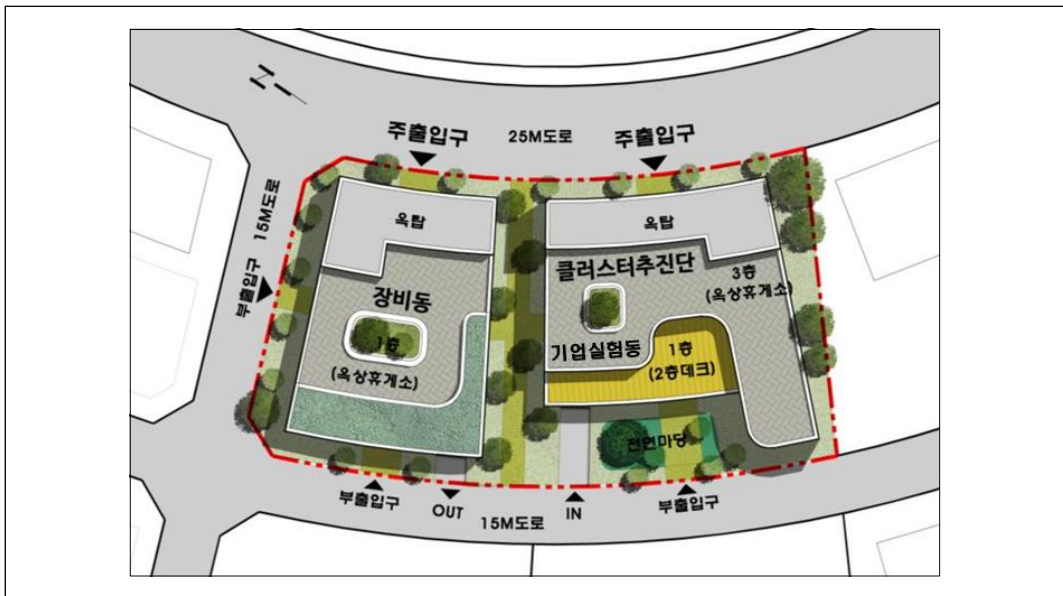 주출입구
25M도로
주출입구
15M도로
부출입구
옥탑
옥탑
장비동
1층
(옥상휴게소)
클러스터추진단
3층
(옥상휴게소)
기업실험동
1층
(2층데크)
전면마당
부출입구
OUT
15M도로
IN
부출입구